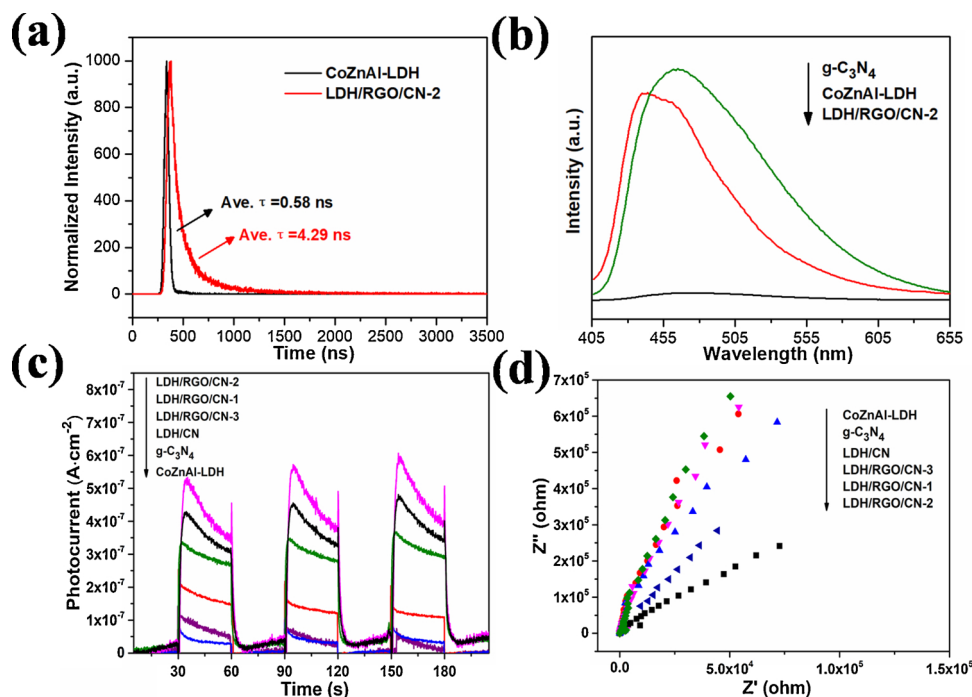 (a)
Normalized Intensity (a.u.)
1000
800
600
400
200
0
CoZnAl-LDH
LDH/RGO/CN-2
Ave. τ =0.58 ns
Ave. τ =4.29 ns
0 500 1000 1500 2000 2500 3000 3500
Time (ns)
(b)
Intensity (a.u.)
g-C₃N₄
CoZnAl-LDH
LDH/RGO/CN-2
405 455 505 555 605 655
Wavelength (nm)
(c)
Photocurrent (A·cm⁻²)
8x10⁻⁷
7x10⁻⁷
6x10⁻⁷
5x10⁻⁷
4x10⁻⁷
3x10⁻⁷
2x10⁻⁷
1x10⁻⁷
0
LDH/RGO/CN-2
LDH/RGO/CN-1
LDH/RGO/CN-3
LDH/CN
g-C₃N₄
CoZnAl-LDH
30 60 90 120 150 180
Time (s)
(d)
Z'' (ohm)
7x10⁵
6x10⁵
5x10⁵
4x10⁵
3x10⁵
2x10⁵
1x10⁵
0
CoZnAl-LDH
g-C₃N₄
LDH/CN
LDH/RGO/CN-3
LDH/RGO/CN-1
LDH/RGO/CN-2
0.0 5.0x10⁴ 1.0x10⁵ 1.5x10⁵
Z' (ohm)